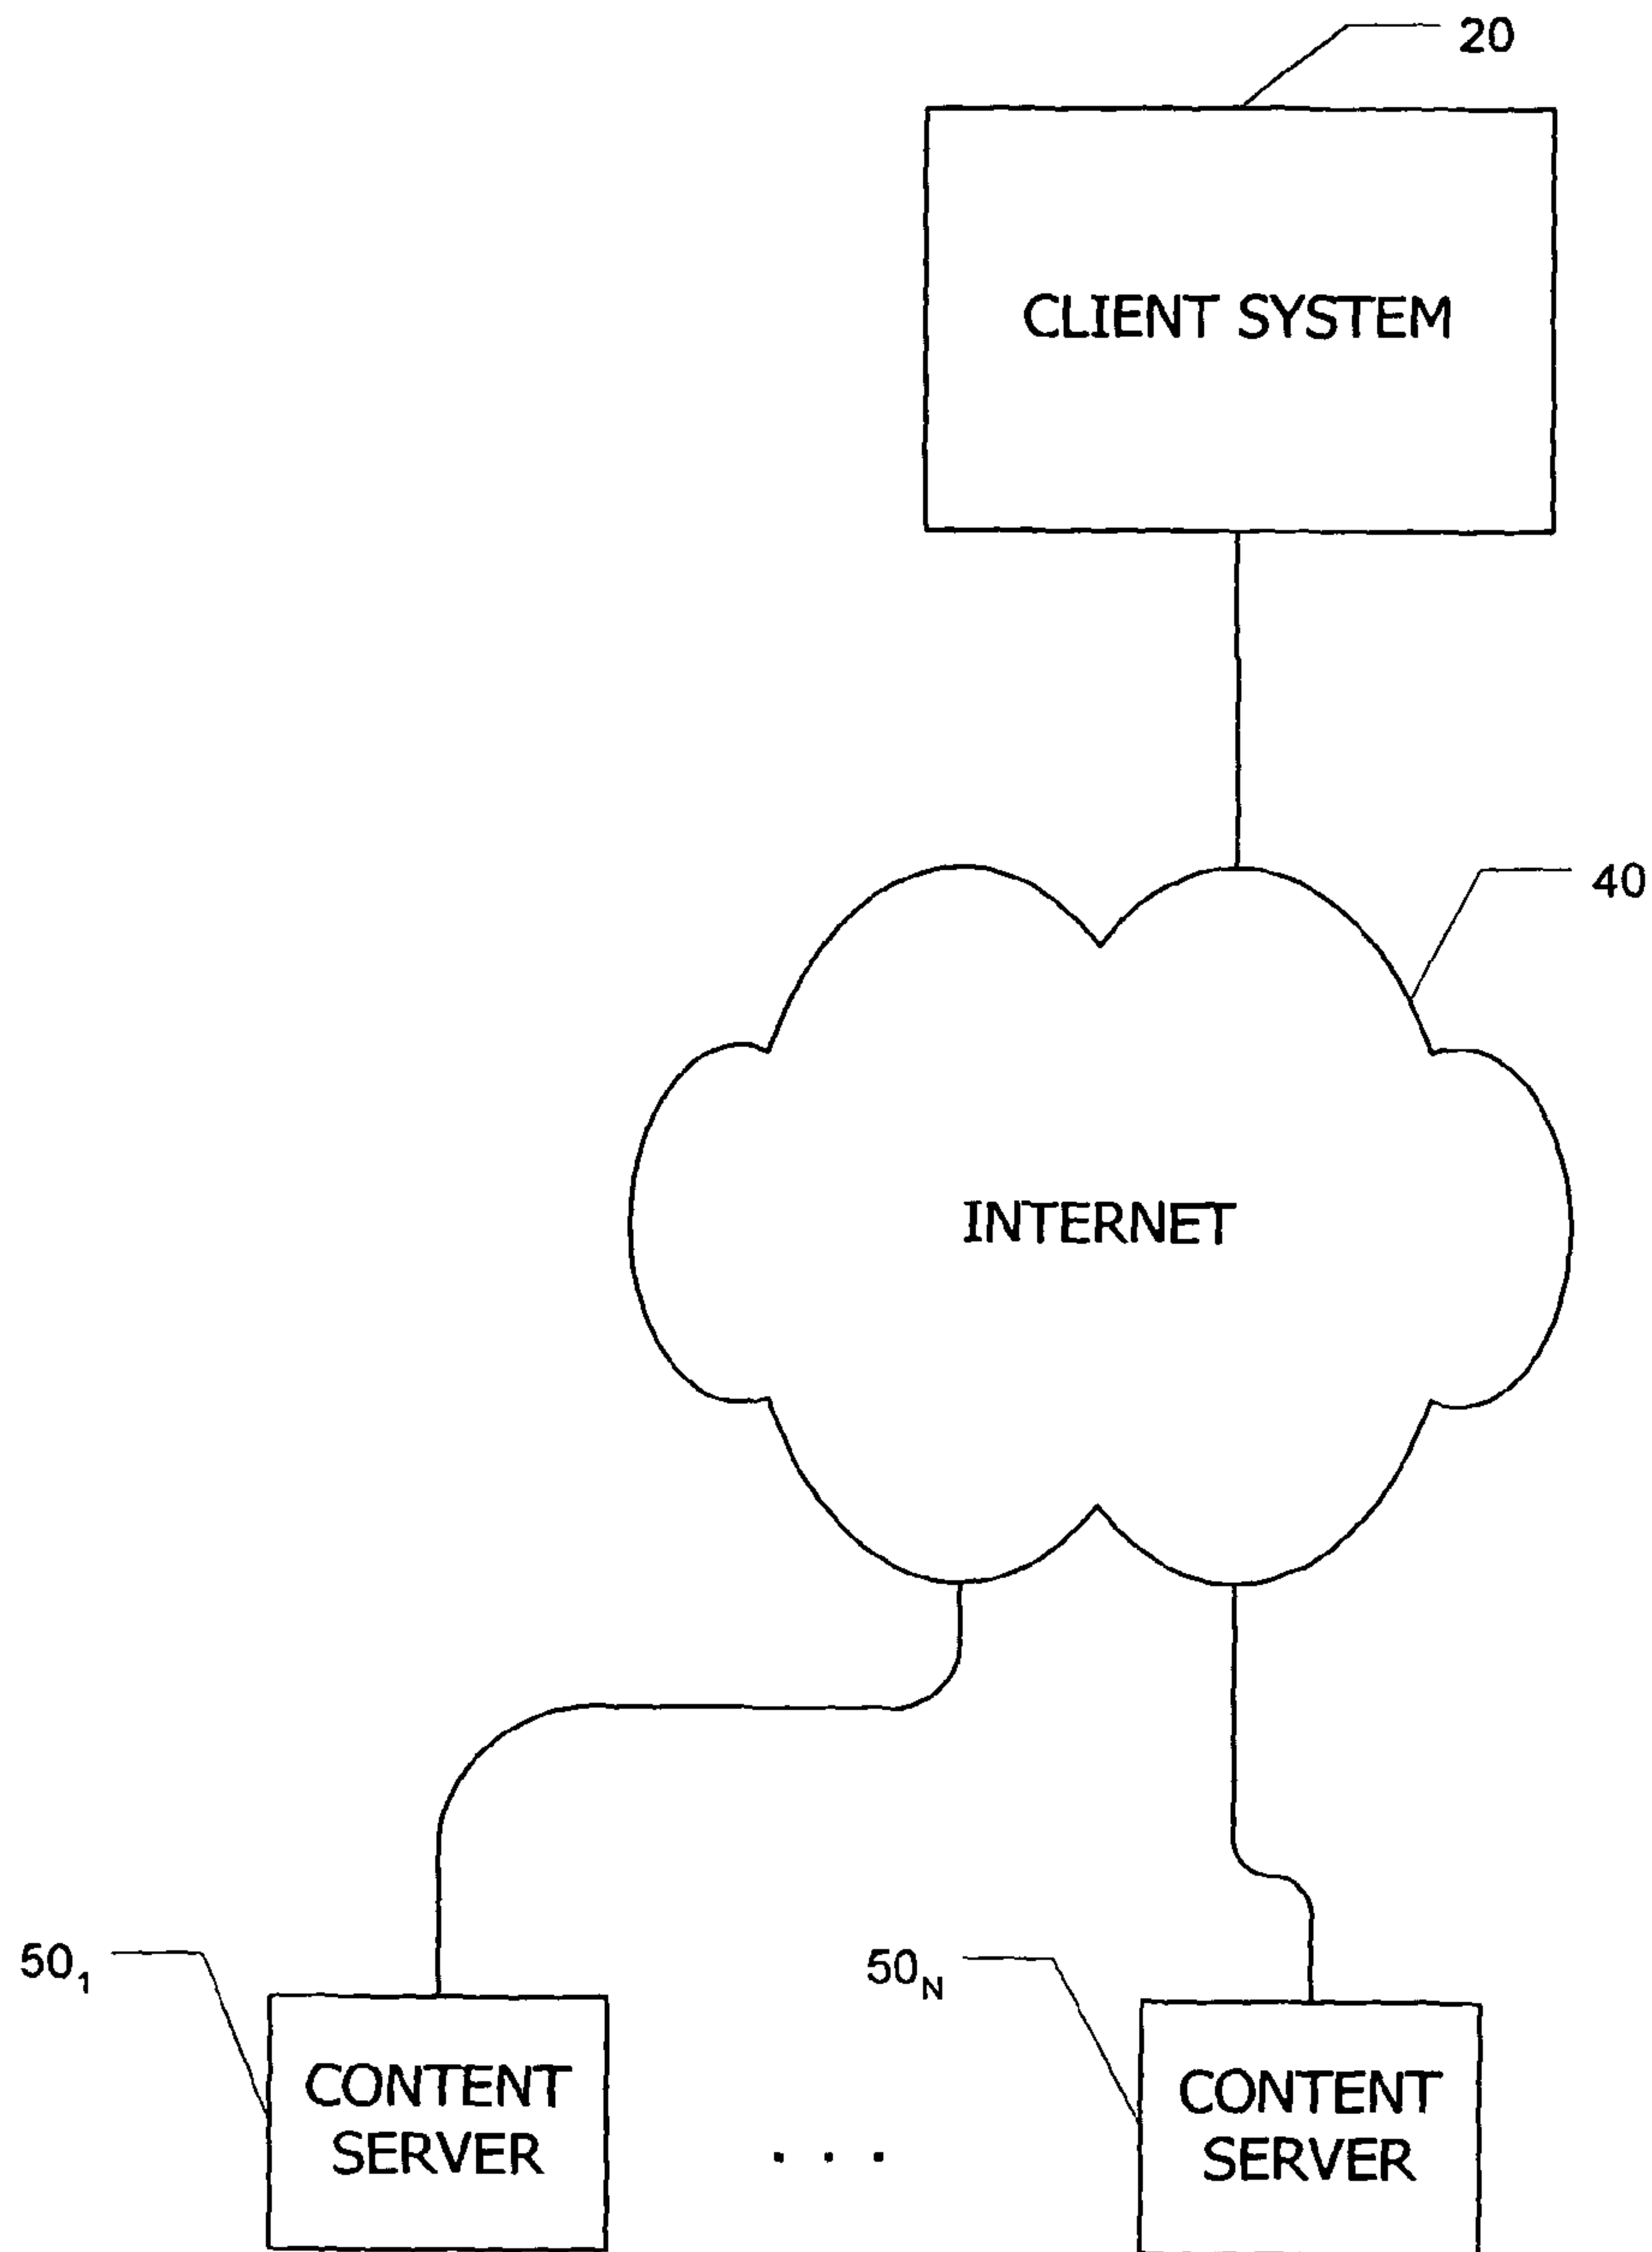 20
CLIENT SYSTEM
40
INTERNET
50₁
50N
CONTENT
SERVER
. . .
CONTENT
SERVER